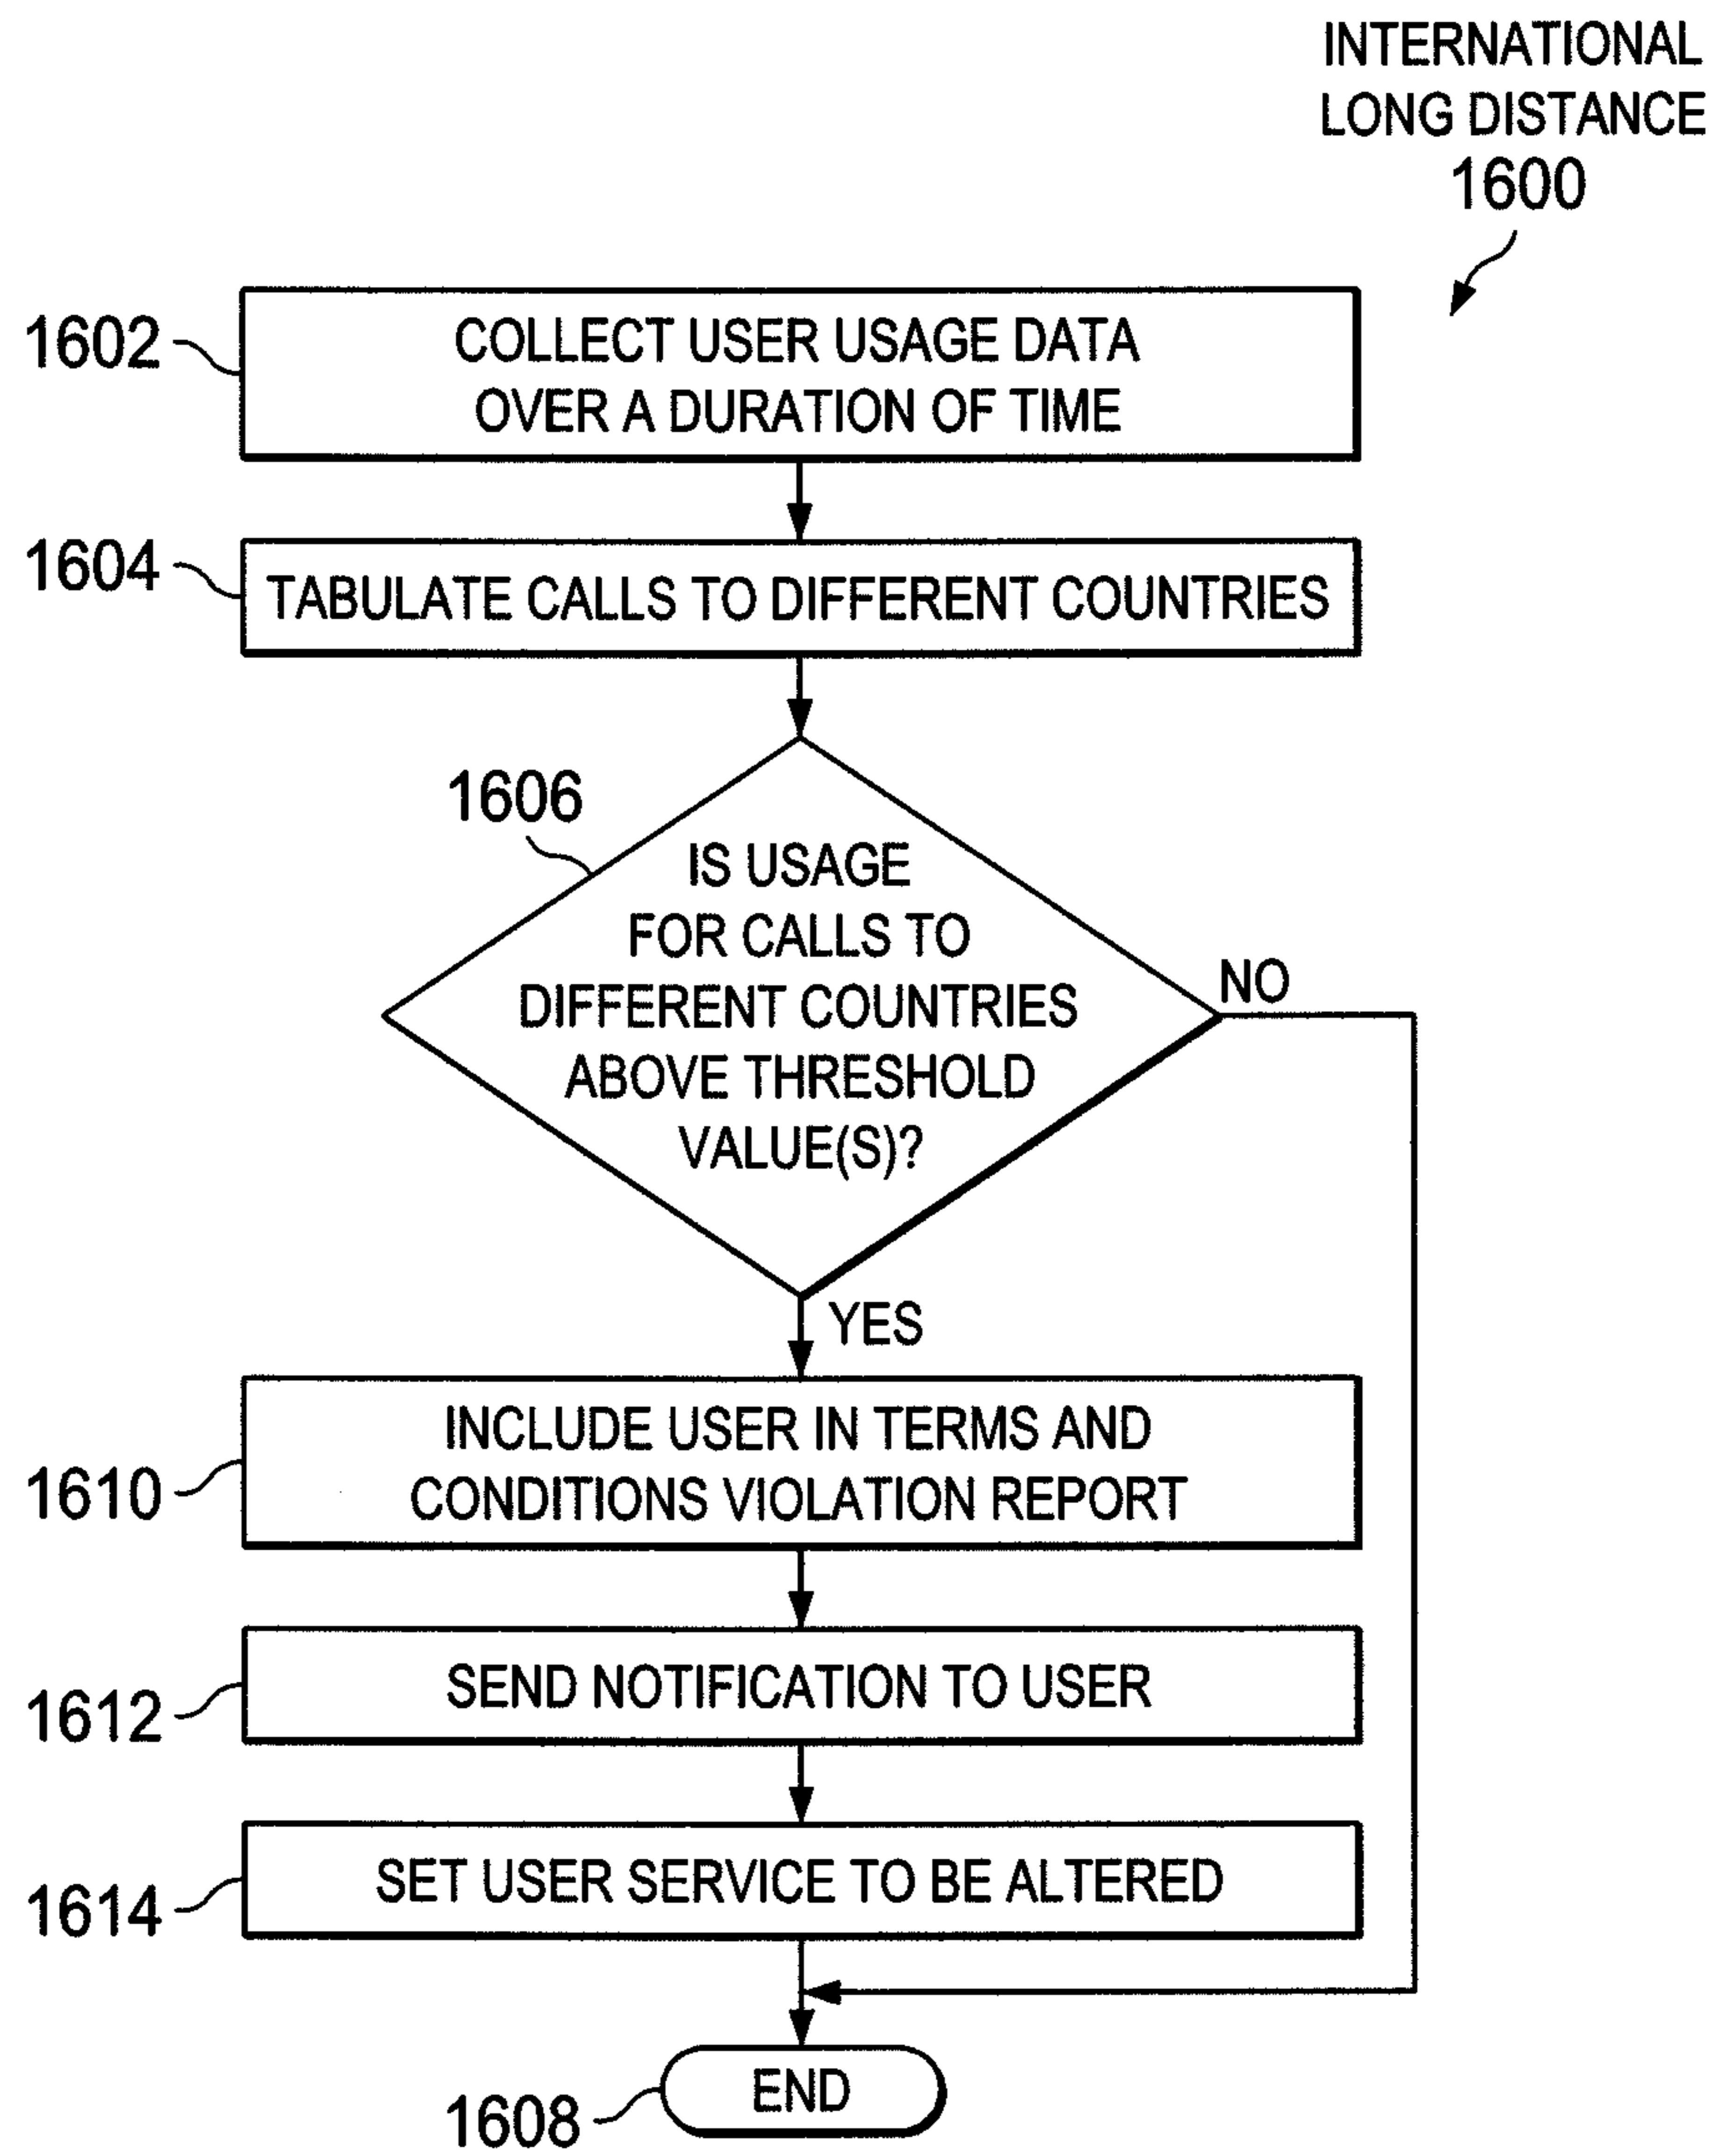 INTERNATIONAL
LONG DISTANCE
1600
1602
COLLECT USER USAGE DATA
OVER A DURATION OF TIME
1604
TABULATE CALLS TO DIFFERENT COUNTRIES
1606
IS USAGE
FOR CALLS TO
DIFFERENT COUNTRIES
ABOVE THRESHOLD
VALUE(S)?
NO
YES
1610
INCLUDE USER IN TERMS AND
CONDITIONS VIOLATION REPORT
1612
SEND NOTIFICATION TO USER
1614
SET USER SERVICE TO BE ALTERED
1608
END